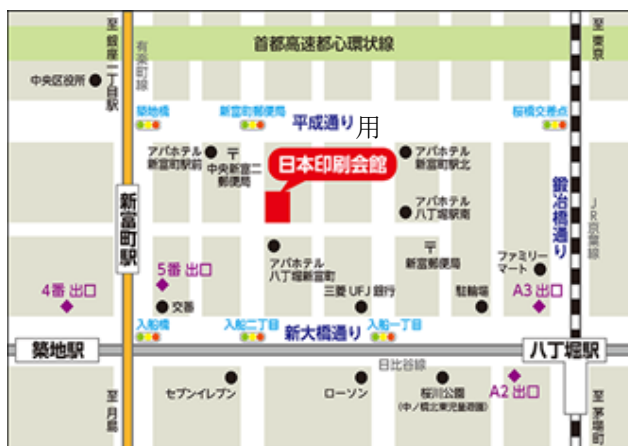 至 銀座一丁目駅
有楽町線
首都高速都心環状線
至 東京
中央区役所
築地橋
新富町郵便局
平成通り用
桜橋交差点
アパホテル
新富町駅前
中央新富二
郵便局
日本印刷会館
アパホテル
新富町駅北
アパホテル
八丁堀駅南
鍛冶橋通り
JR京葉線
新富町駅
5番 出口
4番 出口
交番
アパホテル
八丁堀新富町
新富郵便局
ファミリー
マート
三菱UFJ銀行
駐輪場
A3 出口
入船橋
入船二丁目
新大橋通り
入船一丁目
築地駅
日比谷線
八丁堀駅
セブンイレブン
ローソン
桜川公園
(中ノ橋北東児童遊園)
A2 出口
至 月島
至 茅場町